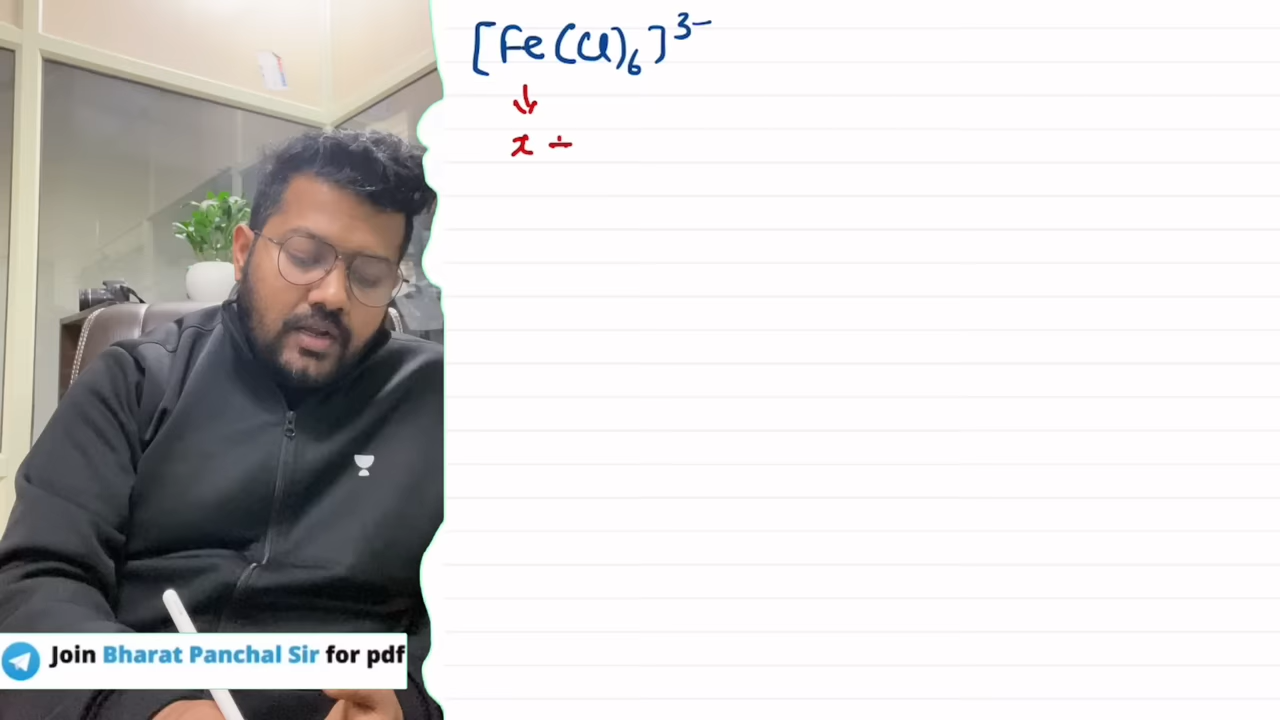 [Fe(Cl)₆]³⁻
↓
x ÷
Join Bharat Panchal Sir for pdf